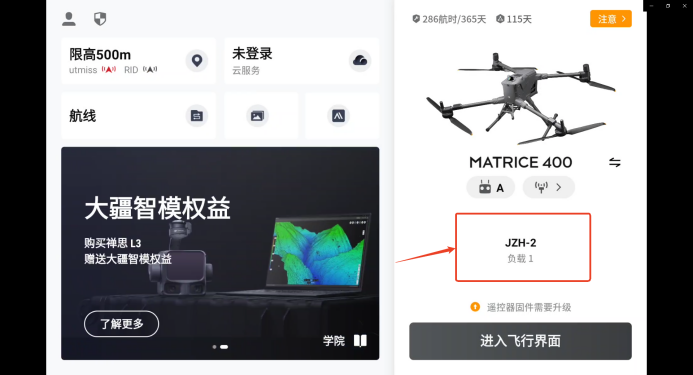 限高500m
utmiss RID
未登录
云服务
航线
大疆智模权益
购买禅思 L3
赠送大疆智模权益
了解更多
学院
286航时/365天 115天
注意
MATRICE 400
A
JZH-2
负载 1
遥控器固件需要升级
进入飞行界面